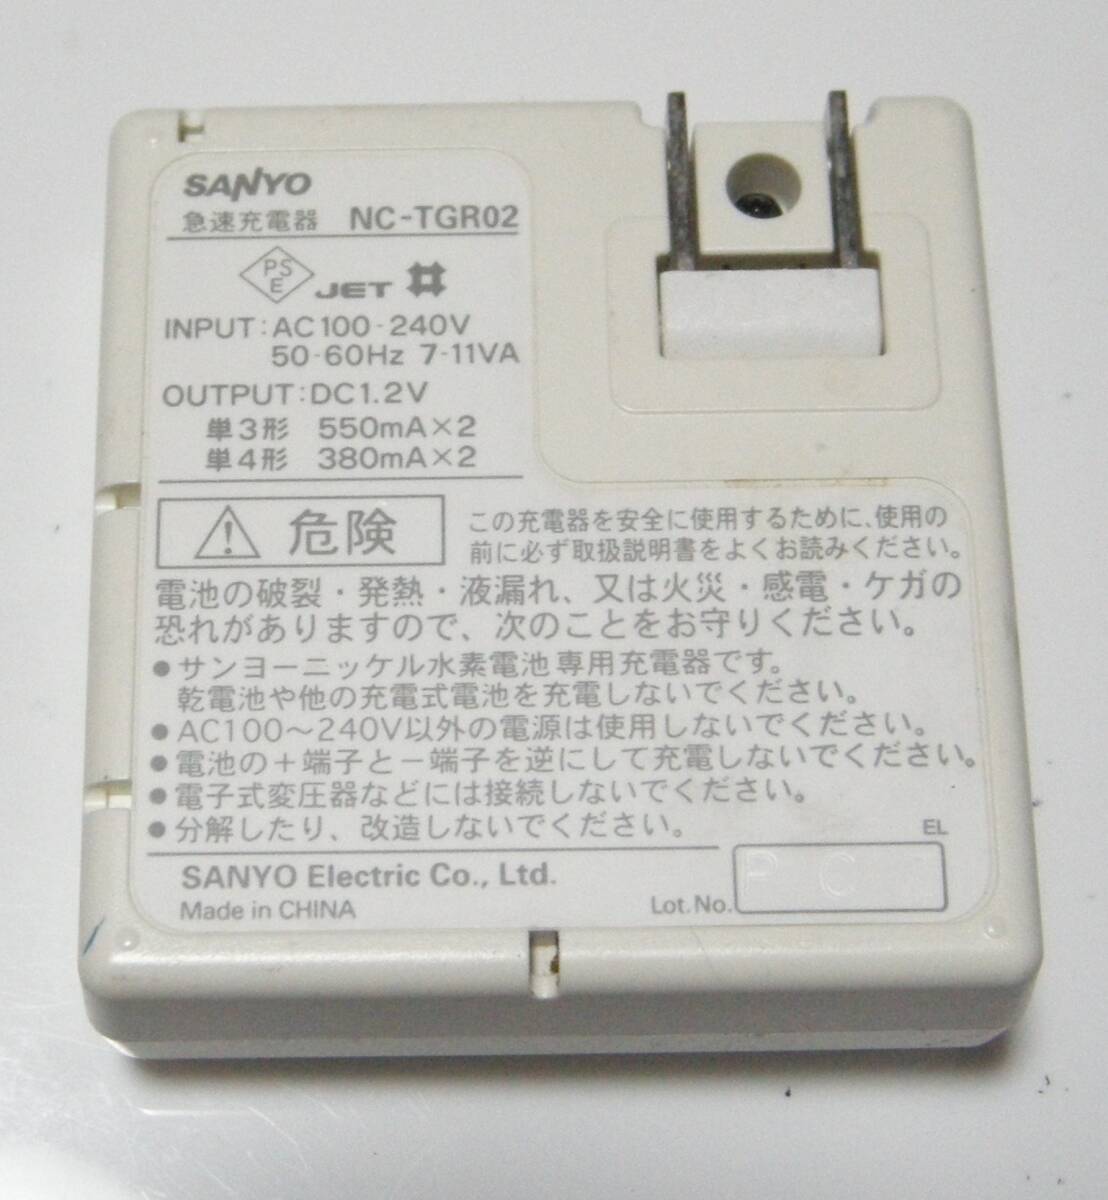 SANYO
急速充電器 NC-TGR02
PSE JET
INPUT:AC100-240V
50-60Hz 7-11VA
OUTPUT:DC1.2V
単3形 550mA×2
単4形 380mA×2
危険
この充電器を安全に使用するために、使用の
前に必ず取扱説明書をよくお読みください。
電池の破裂・発熱・液漏れ、又は火災・感電・ケガの
恐れがありますので、次のことをお守りください。
●サンヨーニッケル水素電池専用充電器です。
乾電池や他の充電式電池を充電しないでください。
●AC100～240V以外の電源は使用しないでください。
●電池の＋端子と－端子を逆にして充電しないでください。
●電子式変圧器などには接続しないでください。
●分解したり、改造しないでください。
EL
SANYO Electric Co., Ltd.
Made in CHINA
Lot. No.